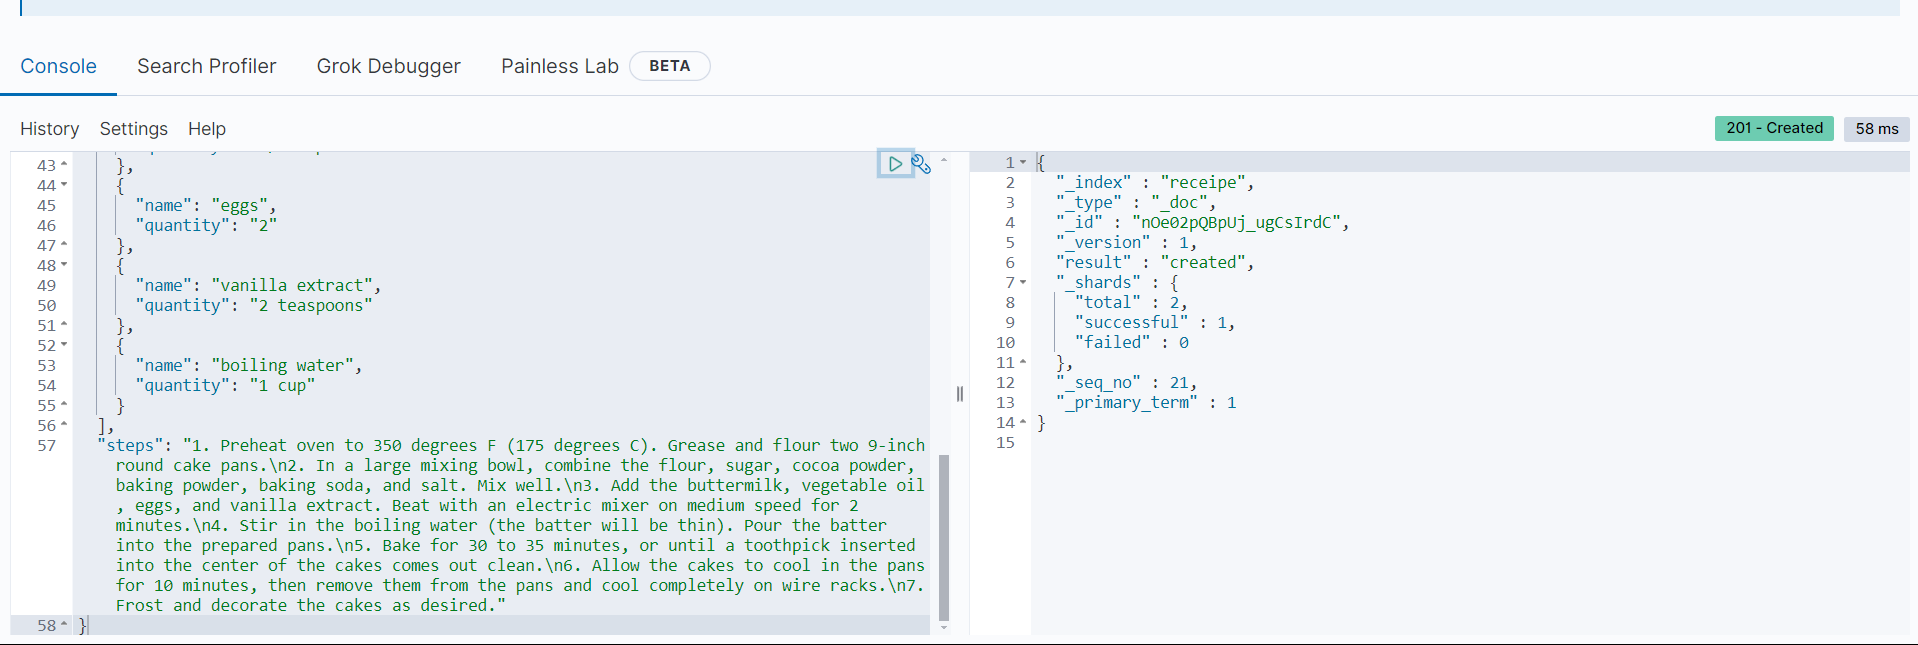 Console Search Profiler Grok Debugger Painless Lab BETA
History Settings Help
201 - Created 58 ms
43 },
44 {
45 "name": "eggs",
46 "quantity": "2"
47 },
48 {
49 "name": "vanilla extract",
50 "quantity": "2 teaspoons"
51 },
52 {
53 "name": "boiling water",
54 "quantity": "1 cup"
55 }
56 ],
57 "steps": "1. Preheat oven to 350 degrees F (175 degrees C). Grease and flour two 9-inch
round cake pans.\n2. In a large mixing bowl, combine the flour, sugar, cocoa powder,
baking powder, baking soda, and salt. Mix well.\n3. Add the buttermilk, vegetable oil
, eggs, and vanilla extract. Beat with an electric mixer on medium speed for 2
minutes.\n4. Stir in the boiling water (the batter will be thin). Pour the batter
into the prepared pans.\n5. Bake for 30 to 35 minutes, or until a toothpick inserted
into the center of the cakes comes out clean.\n6. Allow the cakes to cool in the pans
for 10 minutes, then remove them from the pans and cool completely on wire racks.\n7.
Frost and decorate the cakes as desired."
58 }
1 {
2 "_index" : "receipe",
3 "_type" : "_doc",
4 "_id" : "nOe02pQBpUj_ugCsIrdC",
5 "_version" : 1,
6 "result" : "created",
7 "_shards" : {
8 "total" : 2,
9 "successful" : 1,
10 "failed" : 0
11 },
12 "_seq_no" : 21,
13 "_primary_term" : 1
14 }
15